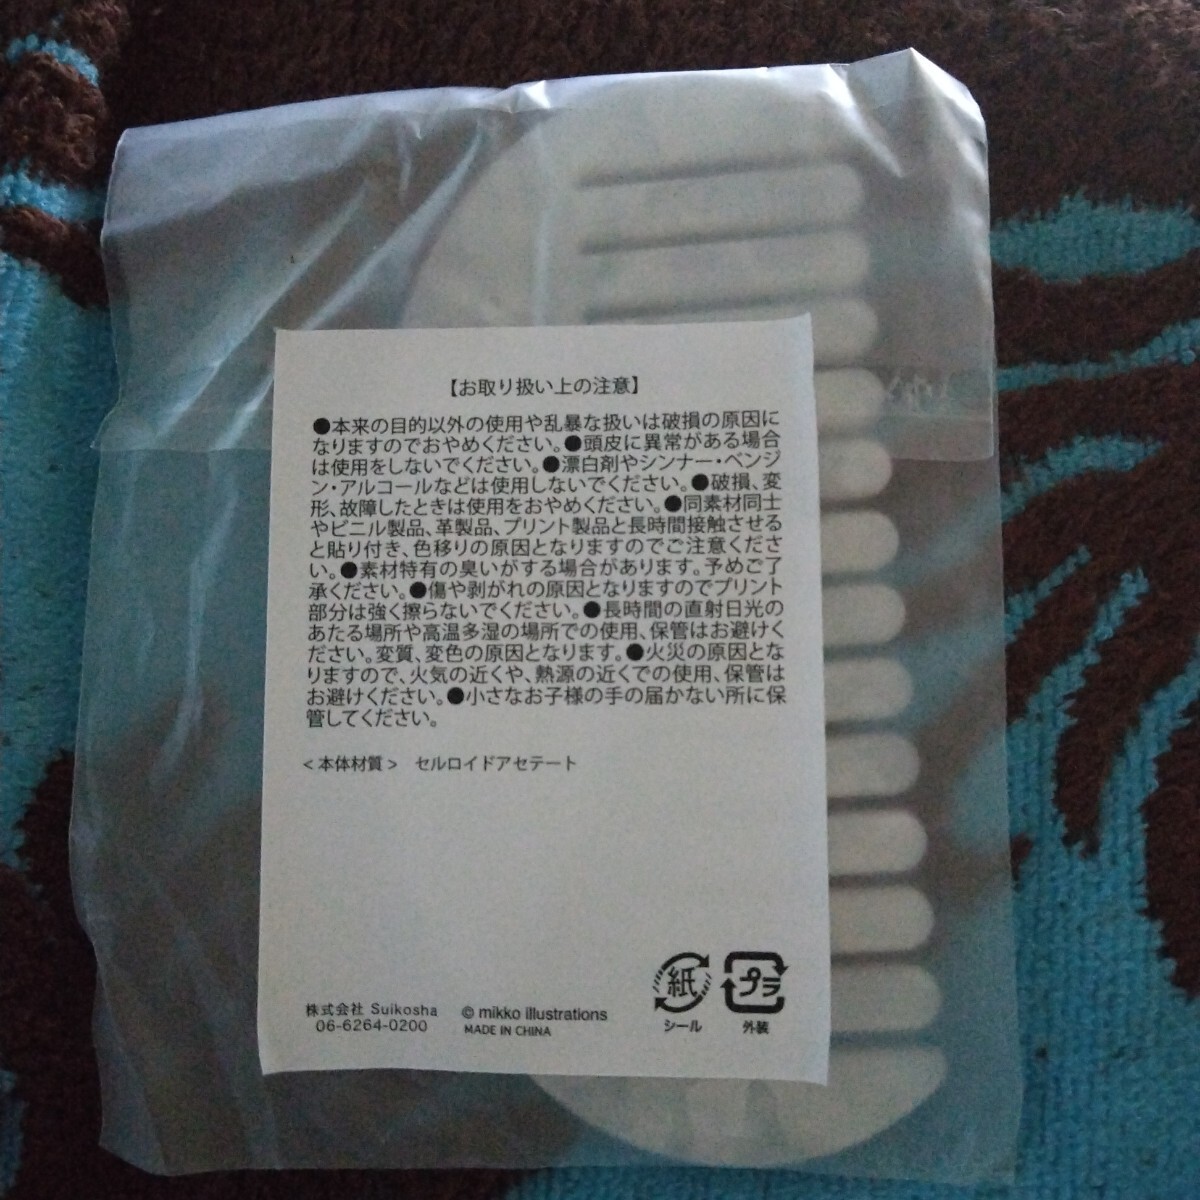 【お取り扱い上の注意】
●本来の目的以外の使用や乱暴な扱いは破損の原因に
なりますのでおやめください。●頭皮に異常がある場合
は使用をしないでください。●漂白剤やシンナー・ベンジ
ン・アルコールなどは使用しないでください。●破損、変
形、故障したときは使用をおやめください。●同素材同士
やビニル製品、革製品、プリント製品と長時間接触させる
と貼り付き、色移りの原因となりますのでご注意くださ
い。●素材特有の臭いがする場合があります。予めご了
承ください。●傷や剥がれの原因となりますのでプリント
部分は強く擦らないでください。●長時間の直射日光の
あたる場所や高温多湿の場所での使用、保管はお避けく
ださい。変質、変色の原因となります。●火災の原因とな
りますので、火気の近くや、熱源の近くでの使用、保管は
お避けください。●小さなお子様の手の届かない所に保
管してください。
<本体材質> セルロイドアセテート
株式会社 Suikosha
06-6264-0200
© mikko illustrations
MADE IN CHINA
紙
シール
プラ
外装